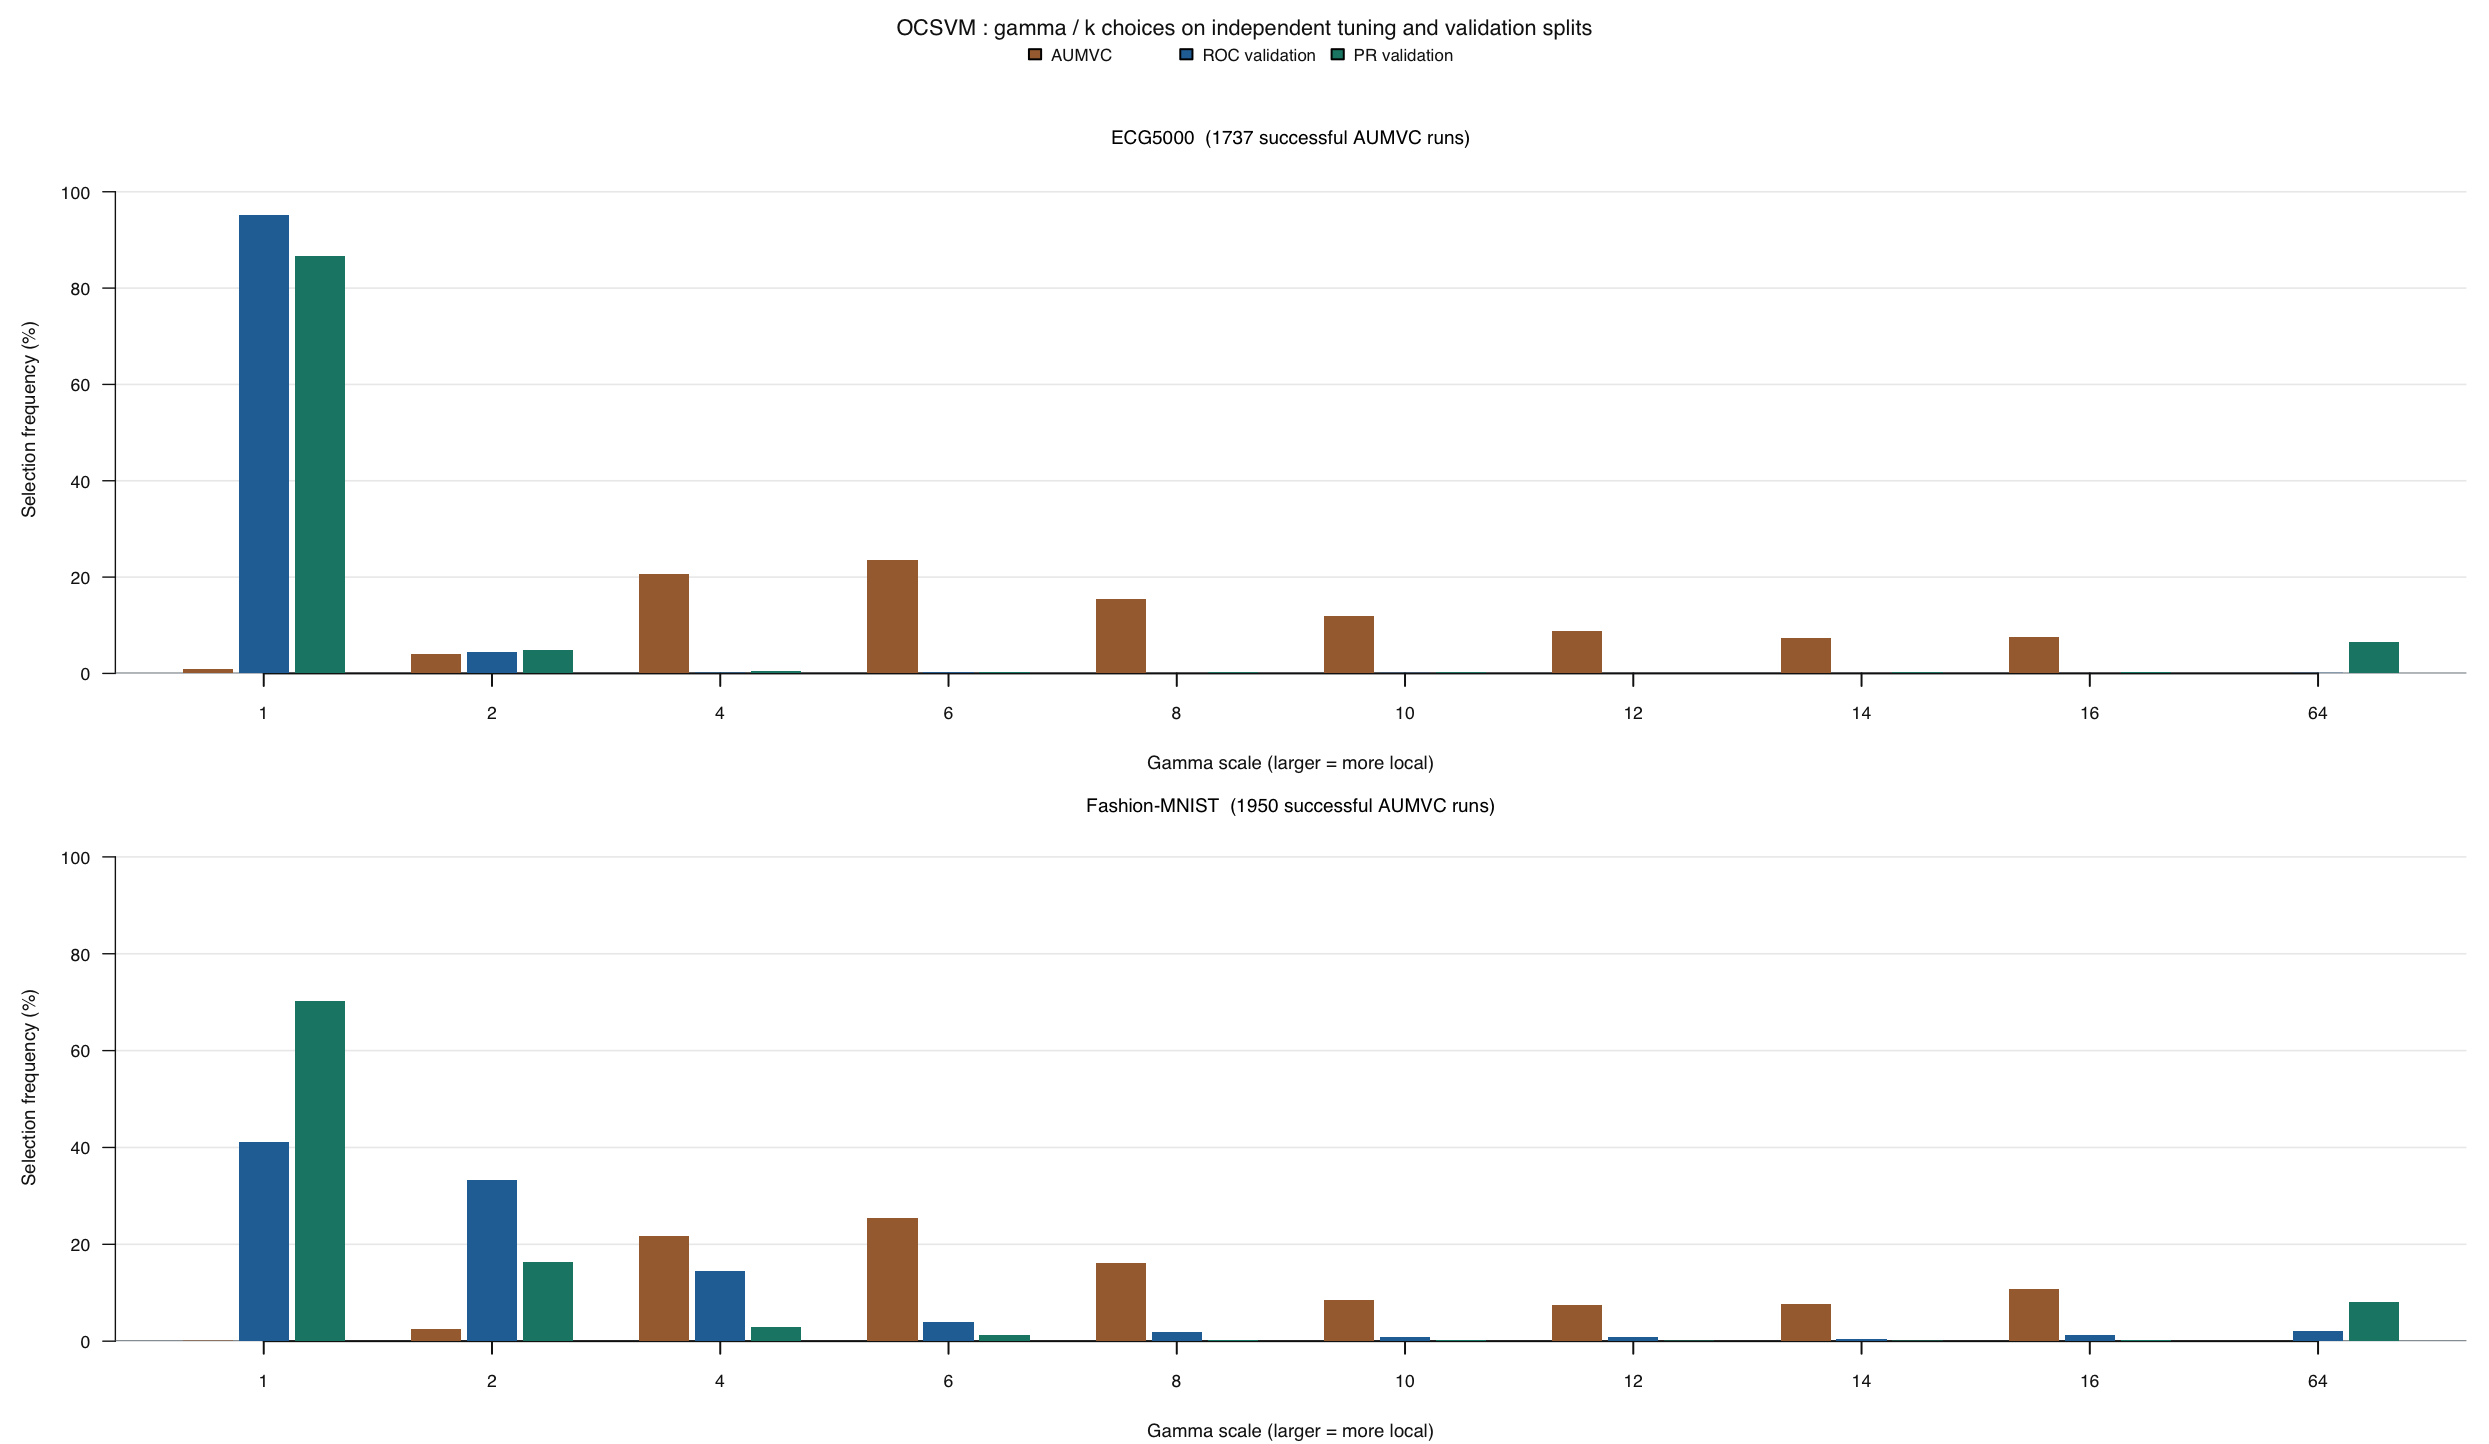 OCSVM : gamma / k choices on independent tuning and validation splits
AUMVC ROC validation PR validation
ECG5000 (1737 successful AUMVC runs)
Selection frequency (%)
100
80
60
40
20
0
1 2 4 6 8 10 12 14 16 64
Gamma scale (larger = more local)
Fashion-MNIST (1950 successful AUMVC runs)
Selection frequency (%)
100
80
60
40
20
0
1 2 4 6 8 10 12 14 16 64
Gamma scale (larger = more local)